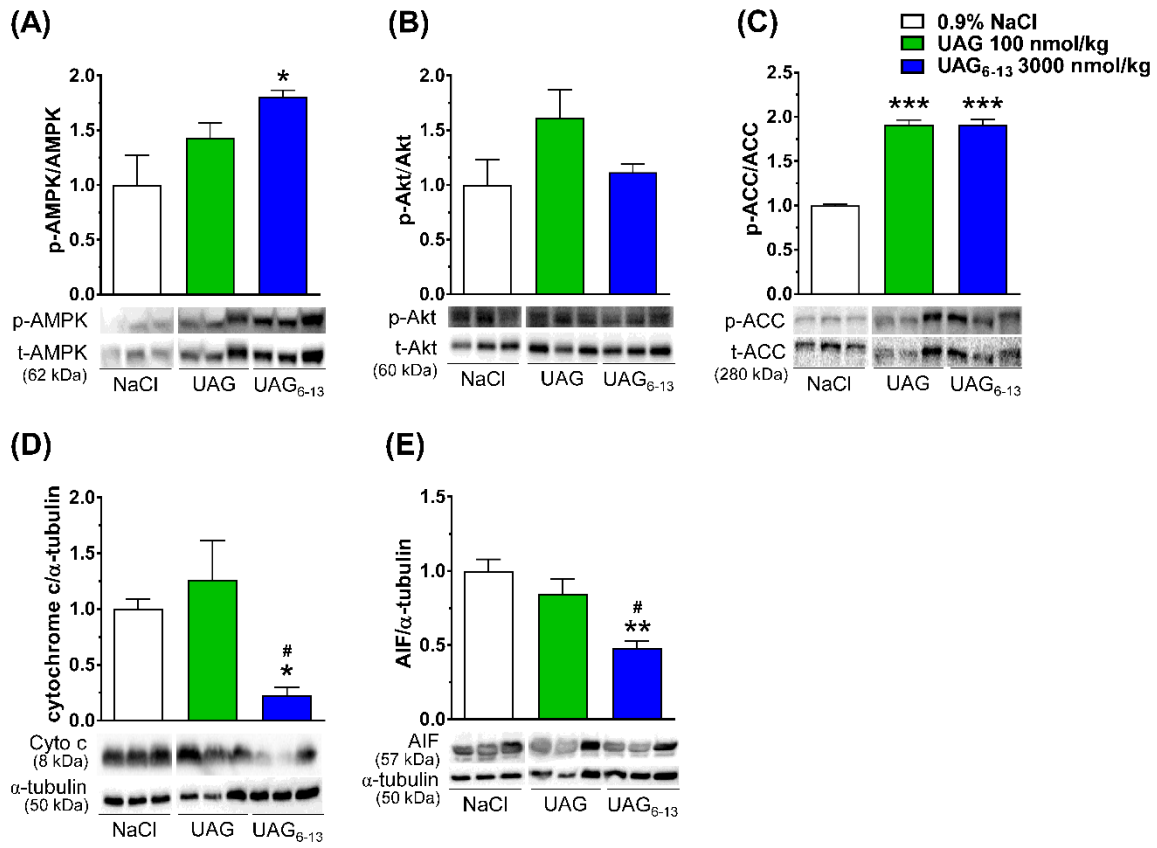 (A)
*
p-AMPK/AMPK
2.0
1.5
1.0
0.5
0.0
p-AMPK
t-AMPK
(62 kDa)
NaCl UAG UAG6-13
(B)
p-Akt/Akt
2.0
1.5
1.0
0.5
0.0
p-Akt
t-Akt
(60 kDa)
NaCl UAG UAG6-13
(C)
0.9% NaCl
UAG 100 nmol/kg
UAG6-13 3000 nmol/kg
*** ***
p-ACC/ACC
2.5
2.0
1.5
1.0
0.5
0.0
p-ACC
t-ACC
(280 kDa)
NaCl UAG UAG6-13
(D)
cytochrome c/α-tubulin
2.0
1.5
1.0
0.5
0.0
#
*
Cyto c
(8 kDa)
α-tubulin
(50 kDa)
NaCl UAG UAG6-13
(E)
AIF/α-tubulin
1.5
1.0
0.5
0.0
#
**
AIF
(57 kDa)
α-tubulin
(50 kDa)
NaCl UAG UAG6-13